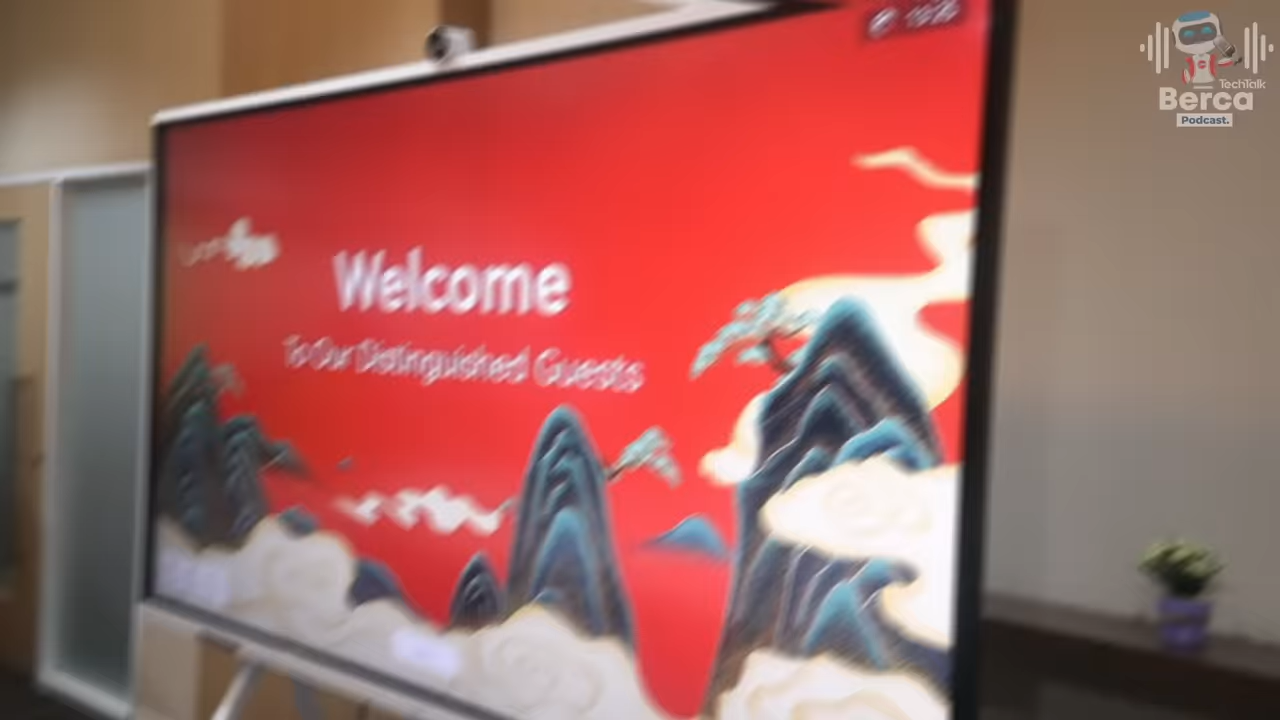 Welcome
To Our Distinguished Guests
TechTalk
Berca
Podcast.